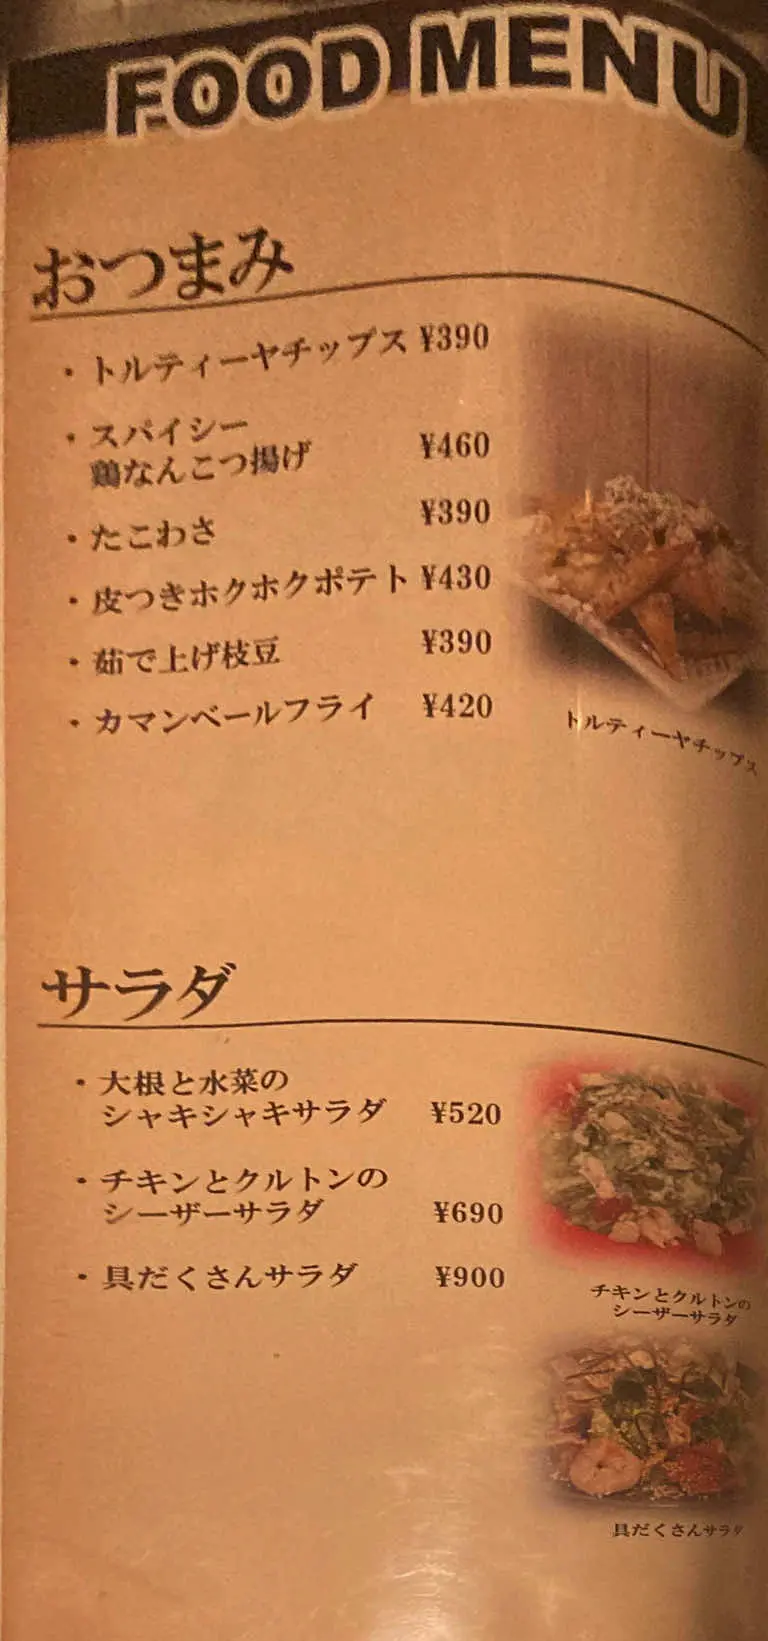 FOOD MENU
おつまみ
・トルティーヤチップス ¥390
・スパイシー
鶏なんこつ揚げ ¥460
・たこわさ ¥390
・皮つきホクホクポテト ¥430
・茹で上げ枝豆 ¥390
・カマンベールフライ ¥420
トルティーヤチップス
サラダ
・大根と水菜の
シャキシャキサラダ ¥520
・チキンとクルトンの
シーザーサラダ ¥690
・具だくさんサラダ ¥900
チキンとクルトンの
シーザーサラダ
具だくさんサラダ